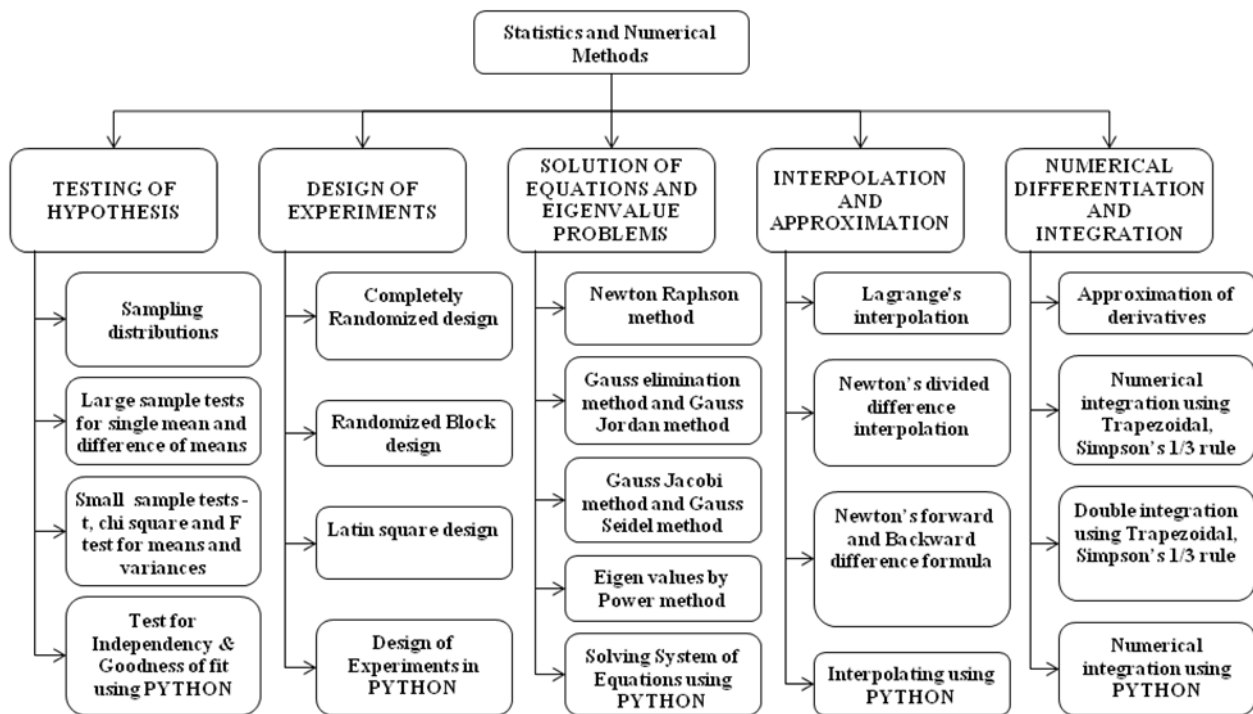 Statistics and Numerical
Methods
TESTING OF
HYPOTHESIS
Sampling
distributions
Large sample tests
for single mean and
difference of means
Small sample tests -
t, chi square and F
test for means and
variances
Test for
Independency &
Goodness of fit
using PYTHON
DESIGN OF
EXPERIMENTS
Completely
Randomized design
Randomized Block
design
Latin square design
Design of
Experiments in
PYTHON
SOLUTION OF
EQUATIONS AND
EIGENVALUE
PROBLEMS
Newton Raphson
method
Gauss elimination
method and Gauss
Jordan method
Gauss Jacobi
method and Gauss
Seidel method
Eigen values by
Power method
Solving System of
Equations using
PYTHON
INTERPOLATION
AND
APPROXIMATION
Lagrange's
interpolation
Newton's divided
difference
interpolation
Newton's forward
and Backward
difference formula
Interpolating using
PYTHON
NUMERICAL
DIFFERENTIATION
AND
INTEGRATION
Approximation of
derivatives
Numerical
integration using
Trapezoidal,
Simpson's 1/3 rule
Double integration
using Trapezoidal,
Simpson's 1/3 rule
Numerical
integration using
PYTHON